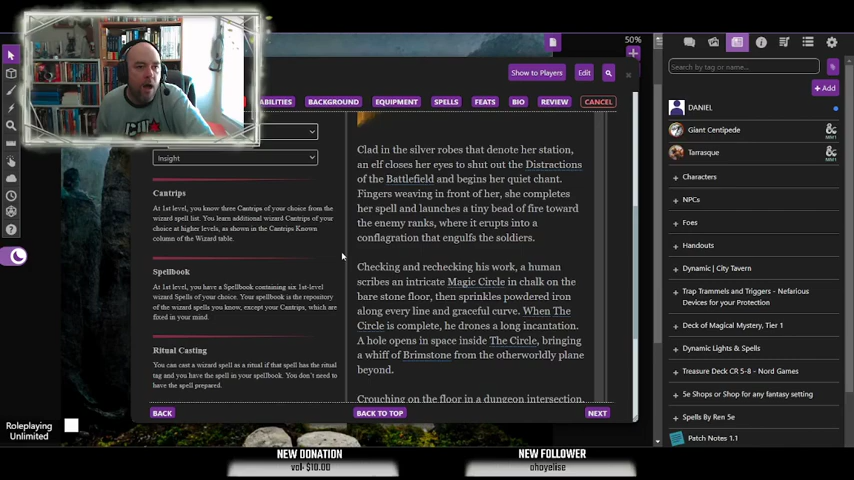 50%
Show to Players
Edit
ABILITIES
BACKGROUND
EQUIPMENT
SPELLS
FEATS
BIO
REVIEW
CANCEL
Insight
Cantrips
At 1st level, you know three Cantrips of your choice from the
wizard spell list. You learn additional wizard Cantrips of your
choice at higher levels, as shown in the Cantrips Known
column of the Wizard table.
Spellbook
At 1st level, you have a Spellbook containing six 1st-level
wizard Spells of your choice. Your spellbook is the repository
of the wizard spells you know, except your Cantrips, which are
fixed in your mind.
Ritual Casting
You can cast a wizard spell as a ritual if that spell has the ritual
tag and you have the spell in your spellbook. You don't need to
have the spell prepared.
Clad in the silver robes that denote her station,
an elf closes her eyes to shut out the Distractions
of the Battlefield and begins her quiet chant.
Fingers weaving in front of her, she completes
her spell and launches a tiny bead of fire toward
the enemy ranks, where it erupts into a
conflagration that engulfs the soldiers.
Checking and rechecking his work, a human
scribes an intricate Magic Circle in chalk on the
bare stone floor, then sprinkles powdered iron
along every line and graceful curve. When The
Circle is complete, he drones a long incantation.
A hole opens in space inside The Circle, bringing
a whiff of Brimstone from the otherworldly plane
beyond.
Crouching on the floor in a dungeon intersection,
BACK
BACK TO TOP
NEXT
Search by tag or name...
+ Add
DANIEL
Giant Centipede
MM1
Tarrasque
MM1
+ Characters
+ NPCs
+ Foes
+ Handouts
+ Dynamic | City Tavern
+ Trap Trammels and Triggers - Nefarious
Devices for your Prevention
+ Deck of Magical Mystery, Tier 1
+ Dynamic Lights & Spells
+ Treasure Deck CR 5-8 - Nord Games
+ 5e Shops or Shop for any fantasy setting
+ Spells By Ren 5e
Patch Notes 1.1
Roleplaying
Unlimited
NEW DONATION
vol- $10.00
NEW FOLLOWER
ahoyelise